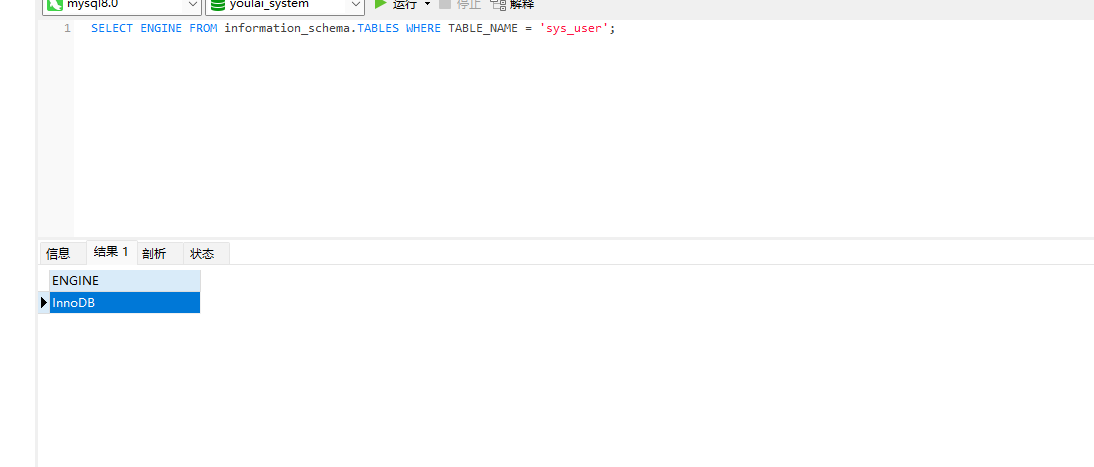 mysql8.0 youlai_system 运行 停止 解释
1 SELECT ENGINE FROM information_schema.TABLES WHERE TABLE_NAME = 'sys_user';
信息 结果 1 剖析 状态
ENGINE
InnoDB